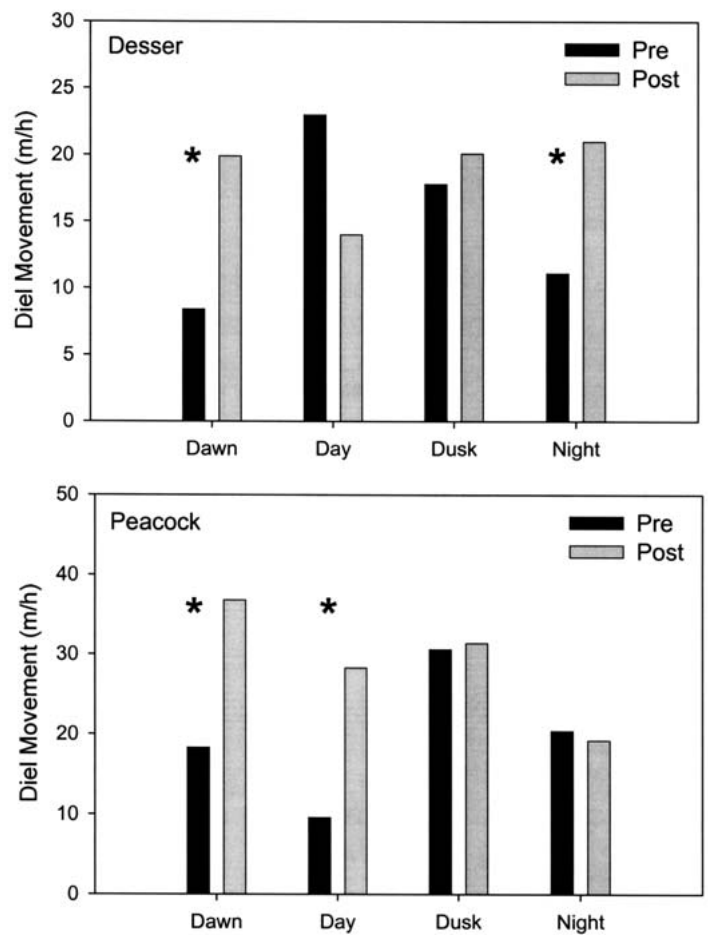 Desser
Pre
Post
Diel Movement (m/h)
30
25
20
15
10
5
0
*
*
Dawn Day Dusk Night
Peacock
Pre
Post
Diel Movement (m/h)
50
40
30
20
10
0
*
*
Dawn Day Dusk Night